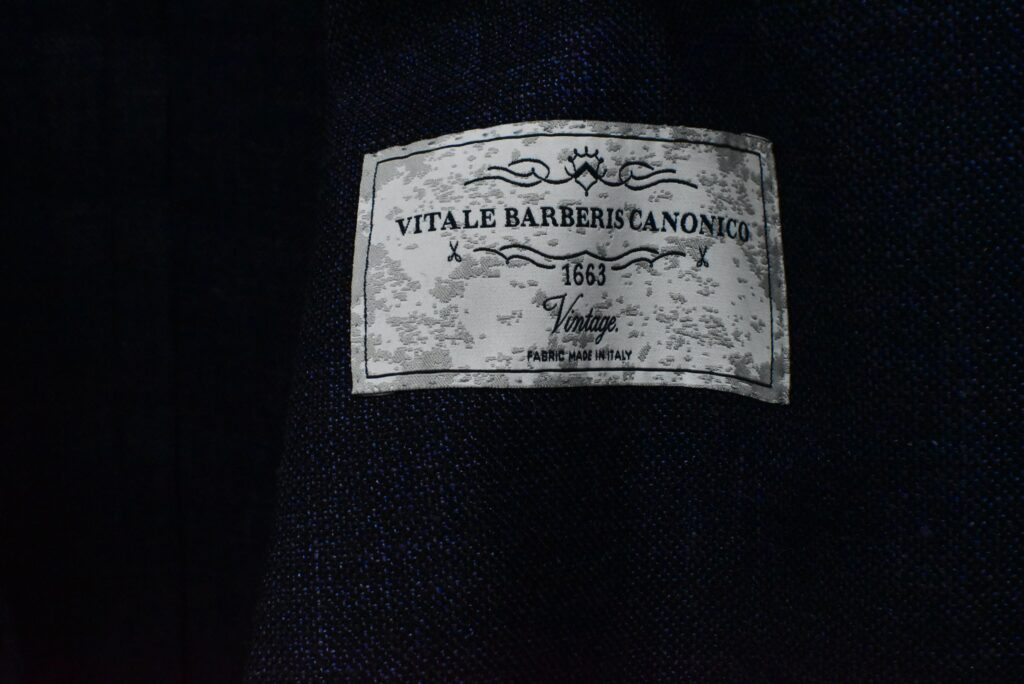 VITALE BARBERIS CANONICO
1663
Vintage.
FABRIC MADE IN ITALY